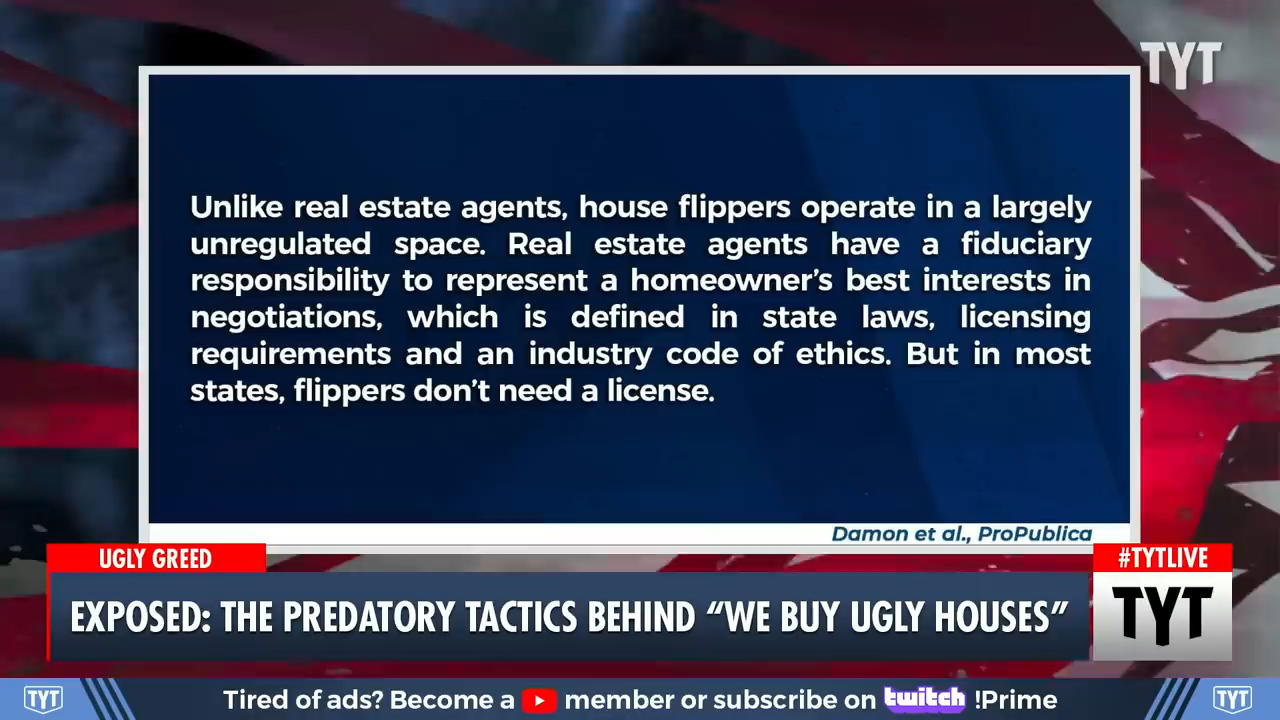 TYT
Unlike real estate agents, house flippers operate in a largely
unregulated space. Real estate agents have a fiduciary
responsibility to represent a homeowner’s best interests in
negotiations, which is defined in state laws, licensing
requirements and an industry code of ethics. But in most
states, flippers don’t need a license.
Damon et al., ProPublica
UGLY GREED
#TYTLIVE
EXPOSED: THE PREDATORY TACTICS BEHIND “WE BUY UGLY HOUSES”
TYT
TYT
Tired of ads? Become a member or subscribe on twitch !Prime
TYT